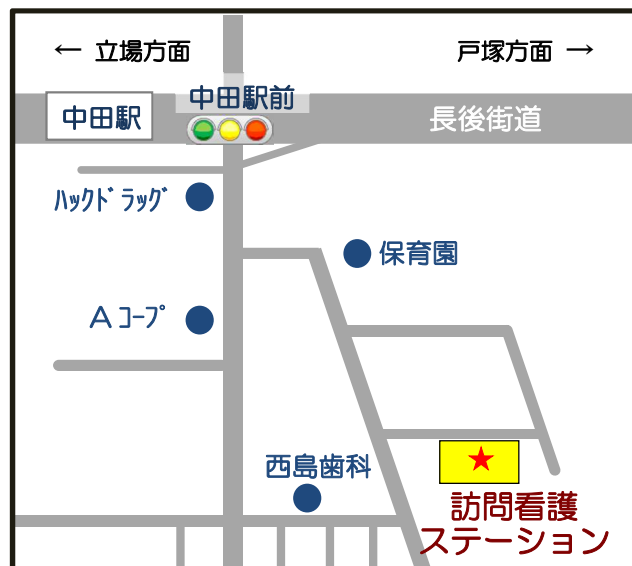 ← 立場方面
戸塚方面 →
中田駅前
中田駅
長後街道
ﾊｯｸﾄﾞﾗｯｸﾞ
保育園
Aｺｰﾌﾟ
西島歯科
訪問看護
ステーション